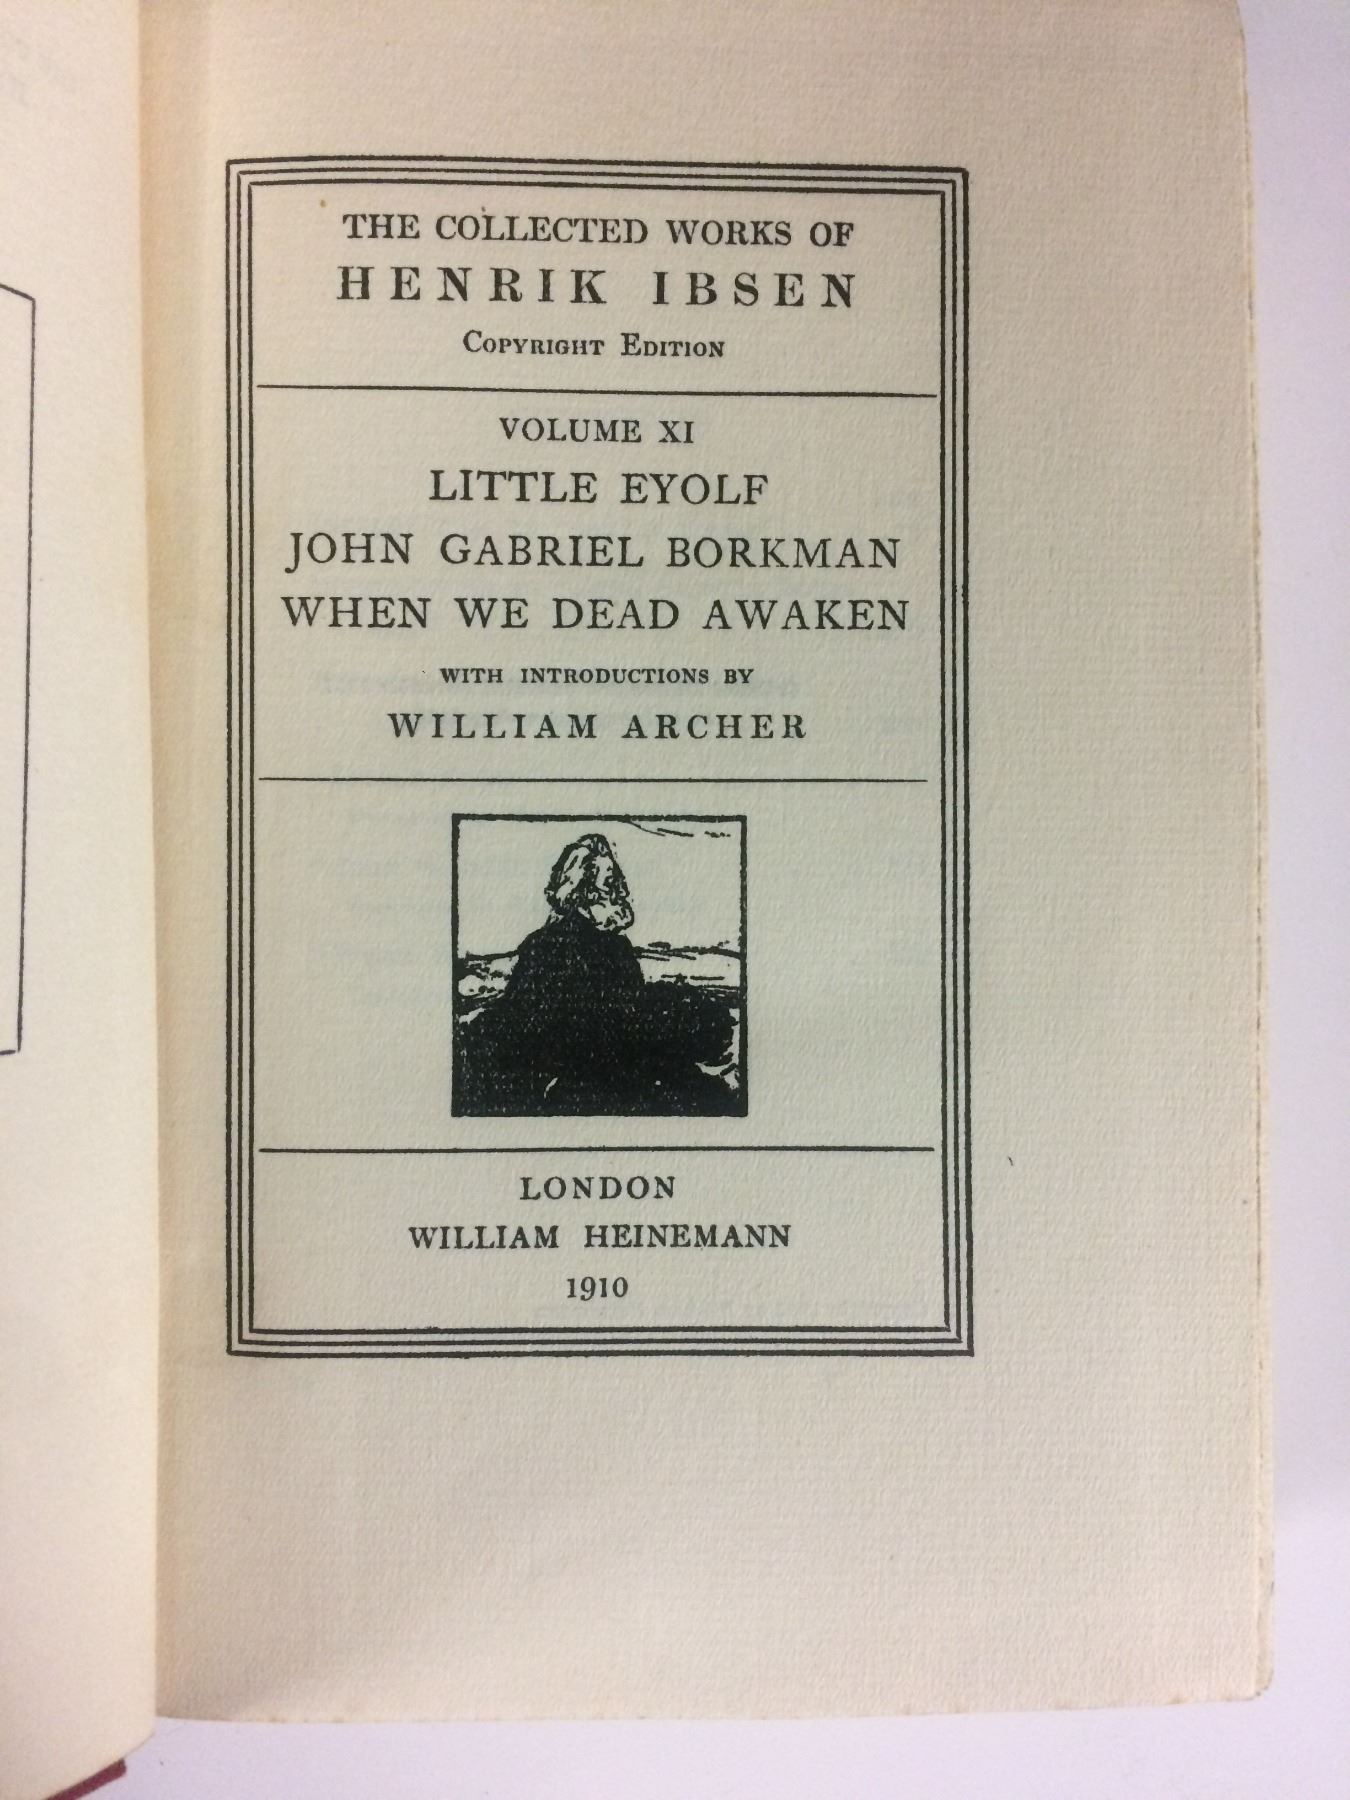 THE COLLECTED WORKS OF
HENRIK IBSEN
COPYRIGHT EDITION
VOLUME XI
LITTLE EYOLF
JOHN GABRIEL BORKMAN
WHEN WE DEAD AWAKEN
WITH INTRODUCTIONS BY
WILLIAM ARCHER
LONDON
WILLIAM HEINEMANN
1910